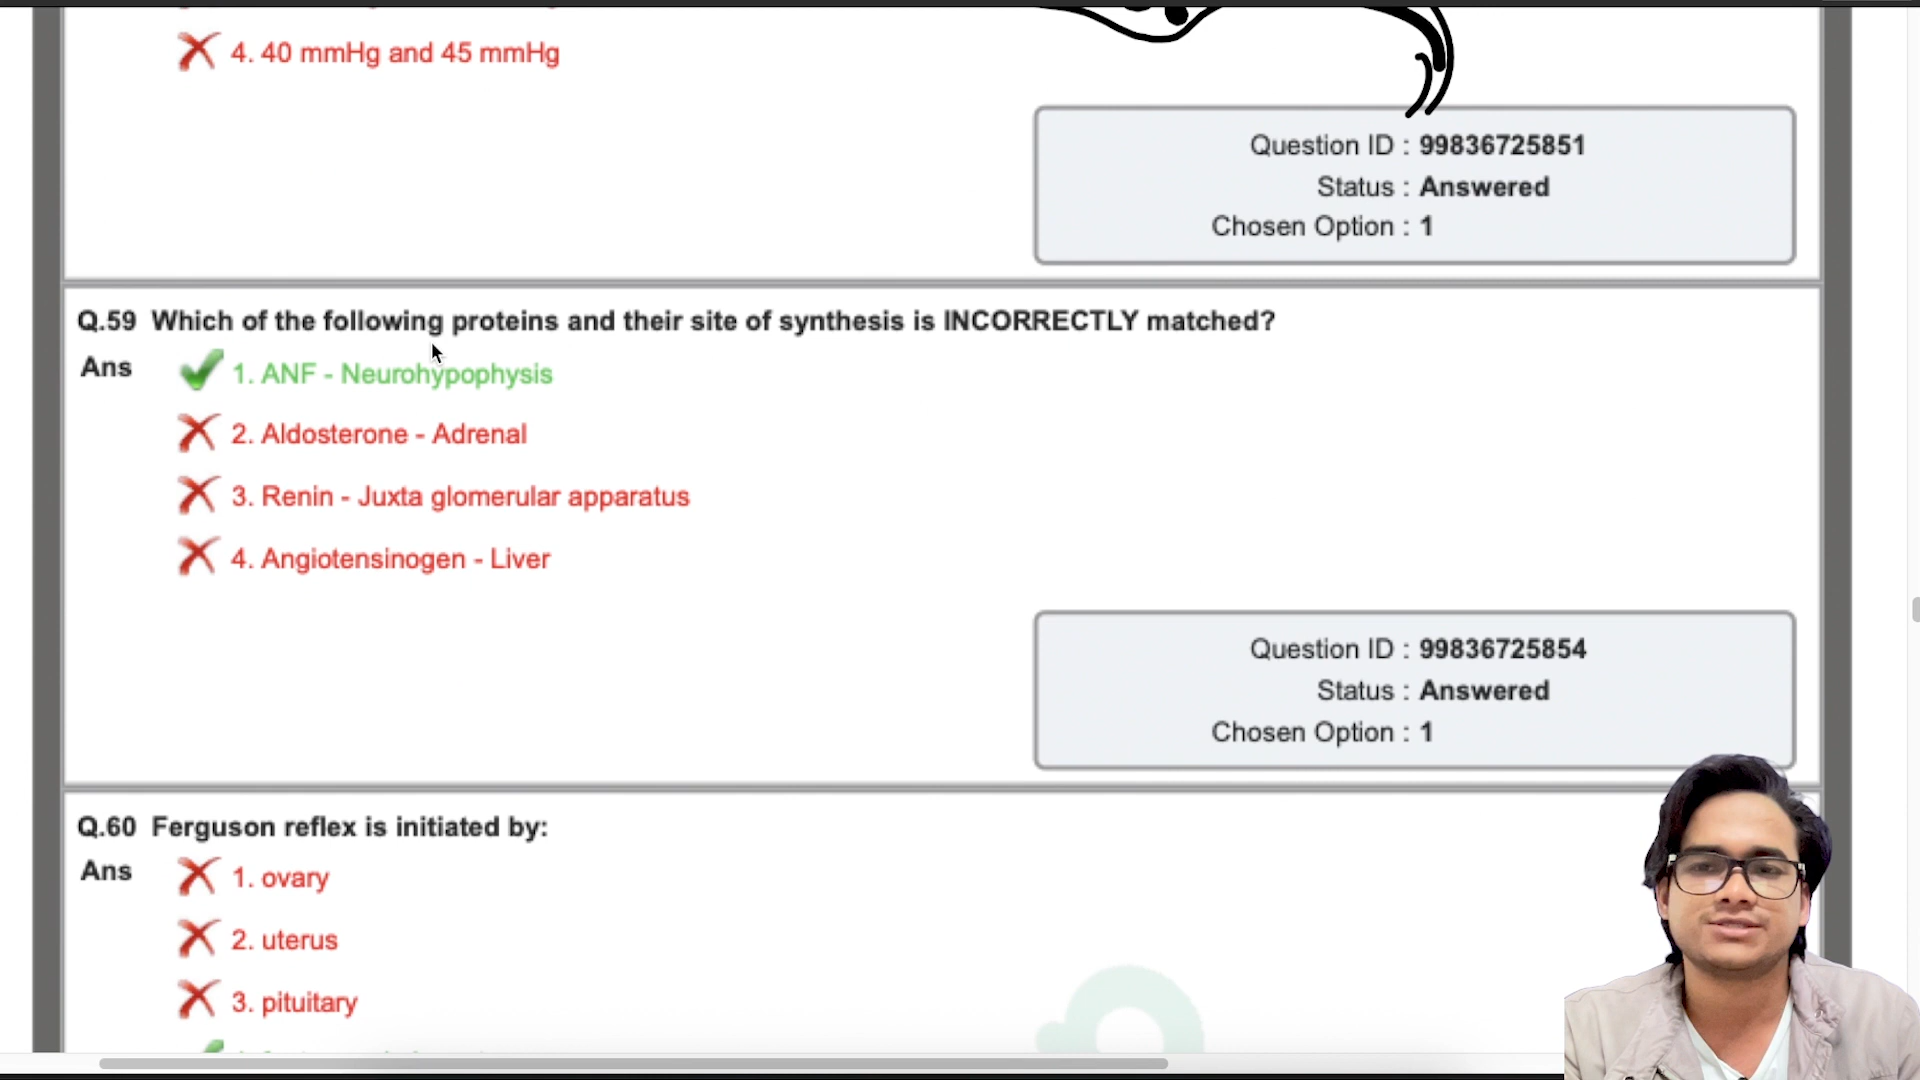 4. 40 mmHg and 45 mmHg
Question ID : 99836725851
Status : Answered
Chosen Option : 1
Q.59 Which of the following proteins and their site of synthesis is INCORRECTLY matched?
Ans 1. ANF - Neurohypophysis
2. Aldosterone - Adrenal
3. Renin - Juxta glomerular apparatus
4. Angiotensinogen - Liver
Question ID : 99836725854
Status : Answered
Chosen Option : 1
Q.60 Ferguson reflex is initiated by:
Ans 1. ovary
2. uterus
3. pituitary